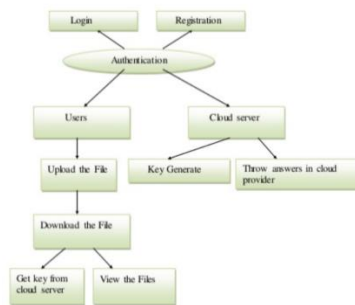 Login
Registration
Authentication
Users
Cloud server
Upload the File
Key Generate
Throw answers in cloud
provider
Download the File
Get key from
cloud server
View the Files